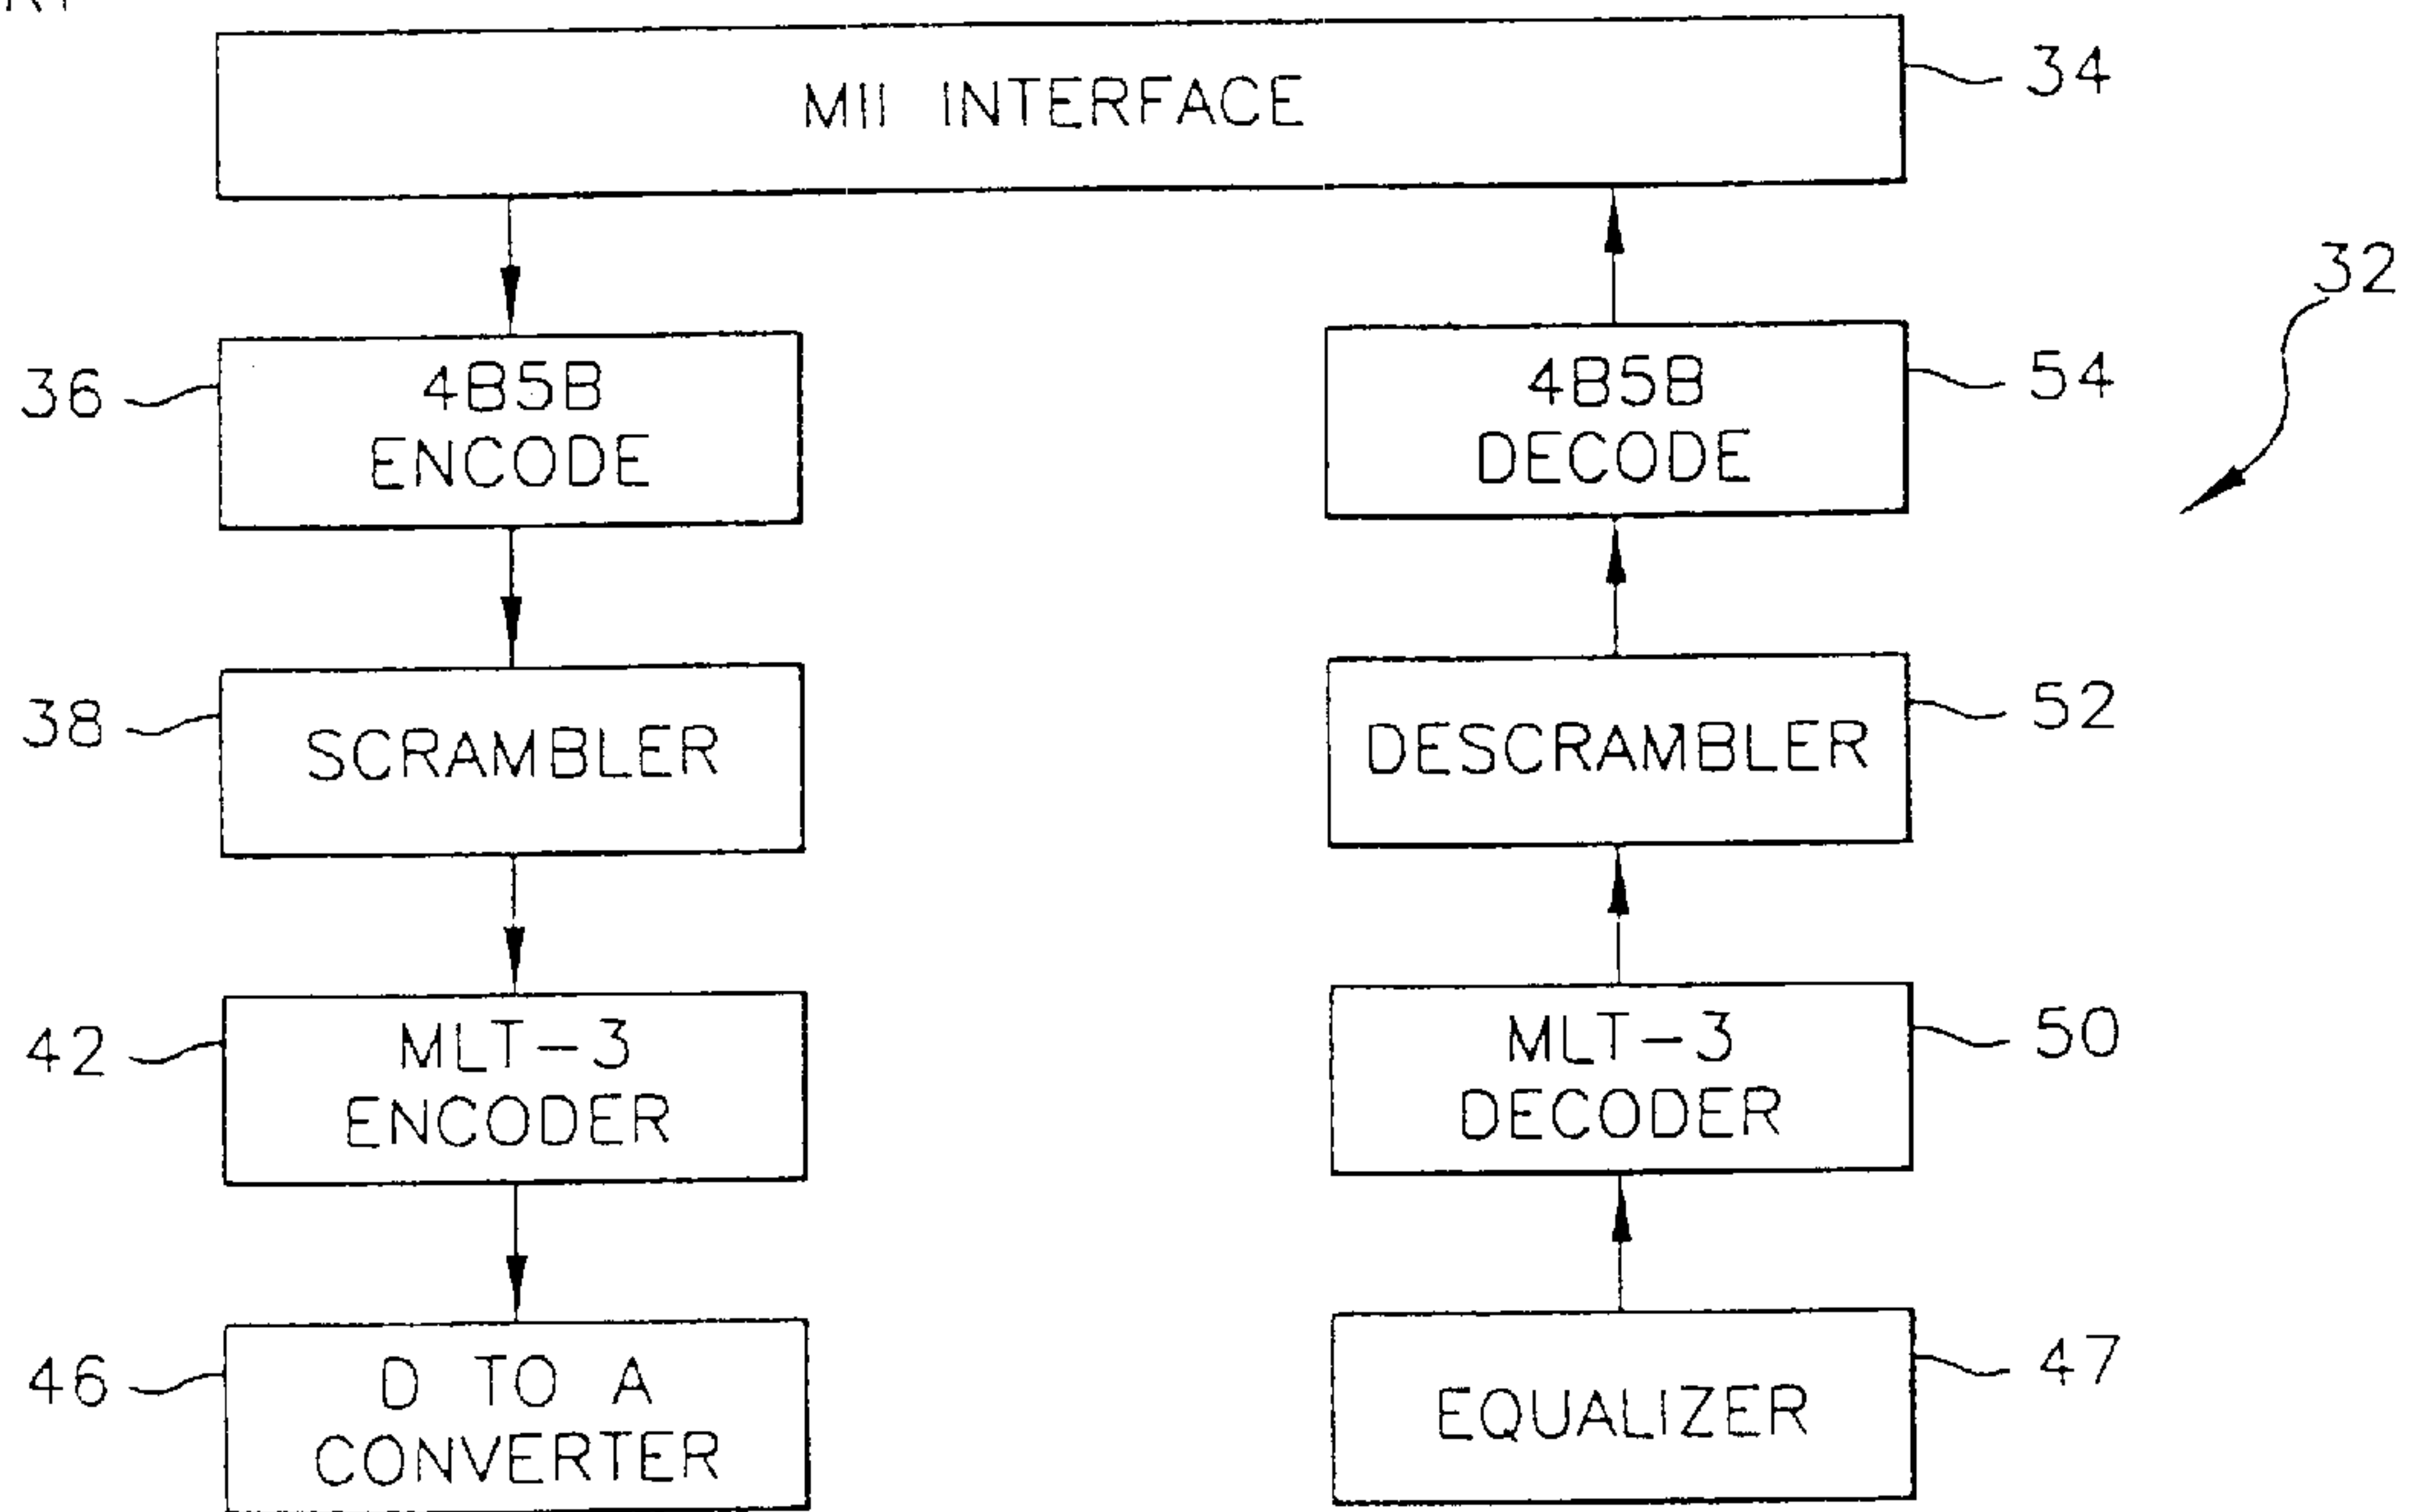 MII INTERFACE
34
32
36
4B5B
ENCODE
4B5B
DECODE
54
38
SCRAMBLER
DESCRAMBLER
52
42
MLT-3
ENCODER
MLT-3
DECODER
50
46
D TO A
CONVERTER
EQUALIZER
47